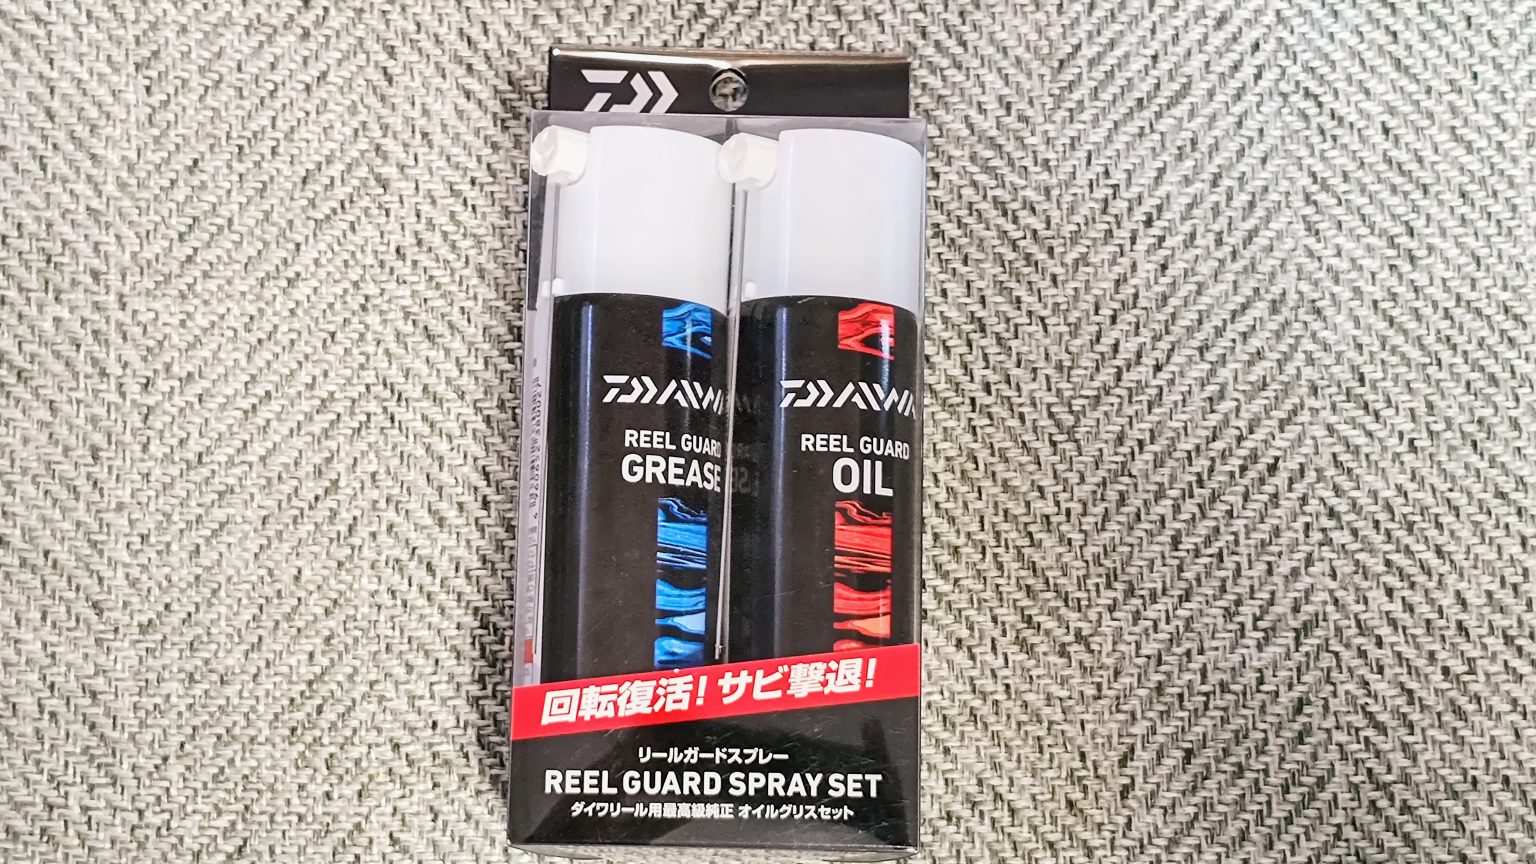 DAIWA
REEL GUARD
GREASE
DAIWA
REEL GUARD
OIL
回転復活！サビ撃退！
リールガードスプレー
REEL GUARD SPRAY SET
ダイワリール用最高級純正 オイルグリスセット